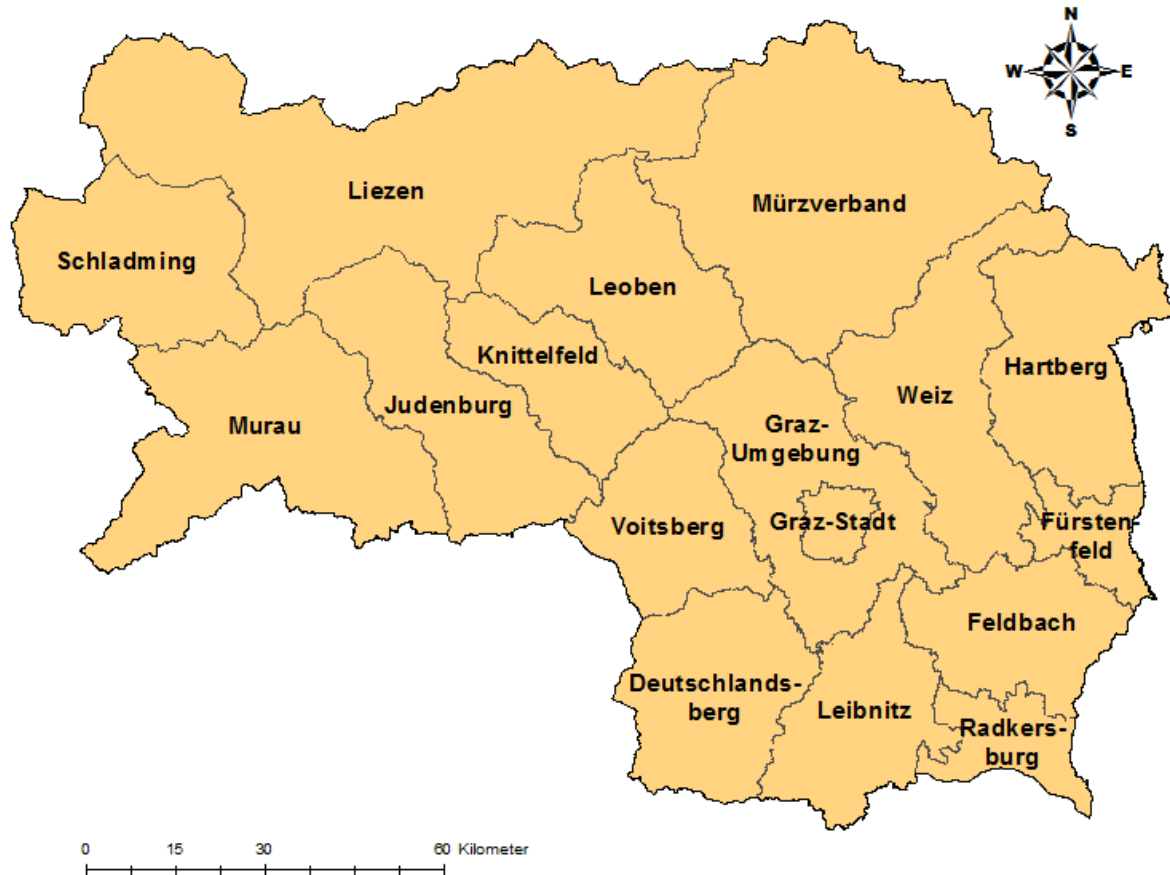 N
W E
S
Liezen
Mürzverband
Schladming
Leoben
Knittelfeld
Hartberg
Weiz
Judenburg
Murau
Graz-
Umgebung
Voitsberg
Graz-Stadt
Fürsten-
feld
Feldbach
Deutschlands-
berg
Leibnitz
Radkers-
burg
0 15 30 60 Kilometer